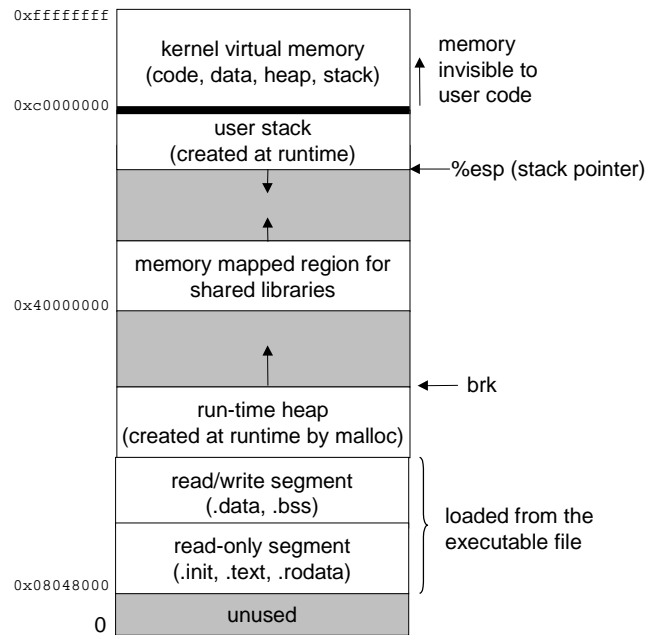 0xffffffff
kernel virtual memory
(code, data, heap, stack)
memory
invisible to
user code
0xc0000000
user stack
(created at runtime)
%esp (stack pointer)
memory mapped region for
shared libraries
0x40000000
brk
run-time heap
(created at runtime by malloc)
read/write segment
(.data, .bss)
loaded from the
executable file
read-only segment
(.init, .text, .rodata)
0x08048000
unused
0